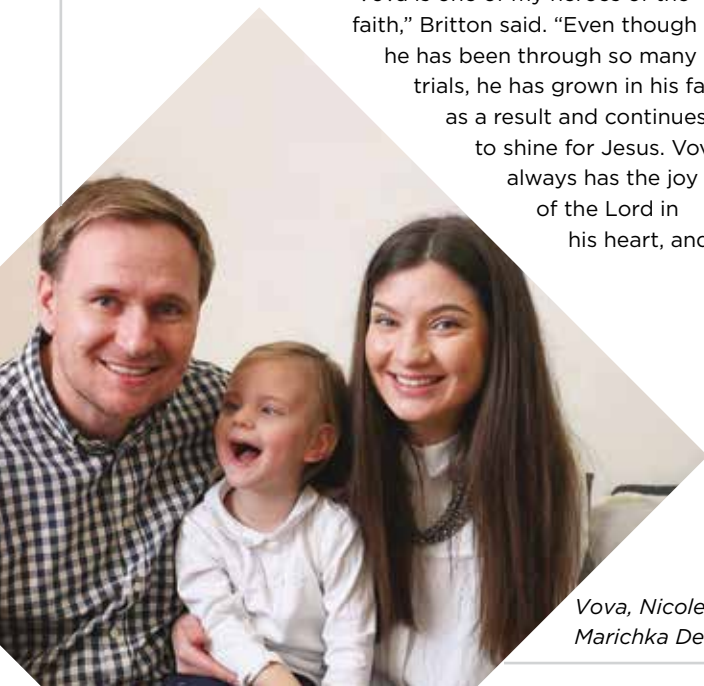 faith,” Britton said. “Even though
he has been through so many
trials, he has grown in his fa
as a result and continues
to shine for Jesus. Vov
always has the joy
of the Lord in
his heart, and
Vova, Nicole
Marichka De